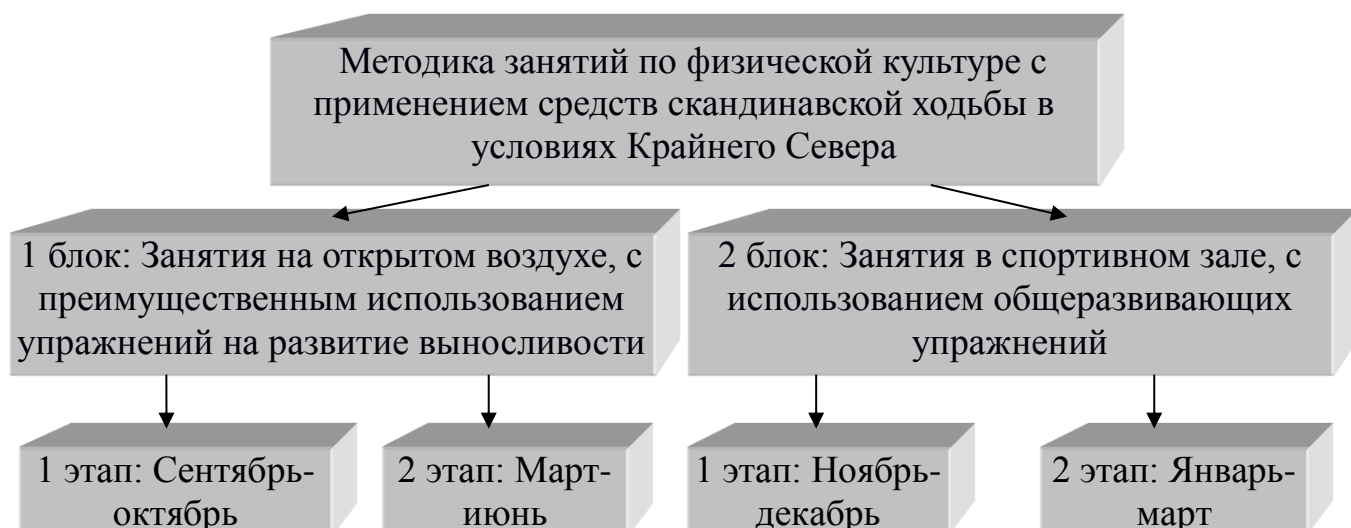 Методика занятий по физической культуре с
применением средств скандинавской ходьбы в
условиях Крайнего Севера
1 блок: Занятия на открытом воздухе, с
преимущественным использованием
упражнений на развитие выносливости
2 блок: Занятия в спортивном зале, с
использованием общеразвивающих
упражнений
1 этап: Сентябрь-
октябрь
2 этап: Март-
июнь
1 этап: Ноябрь-
декабрь
2 этап: Январь-
март